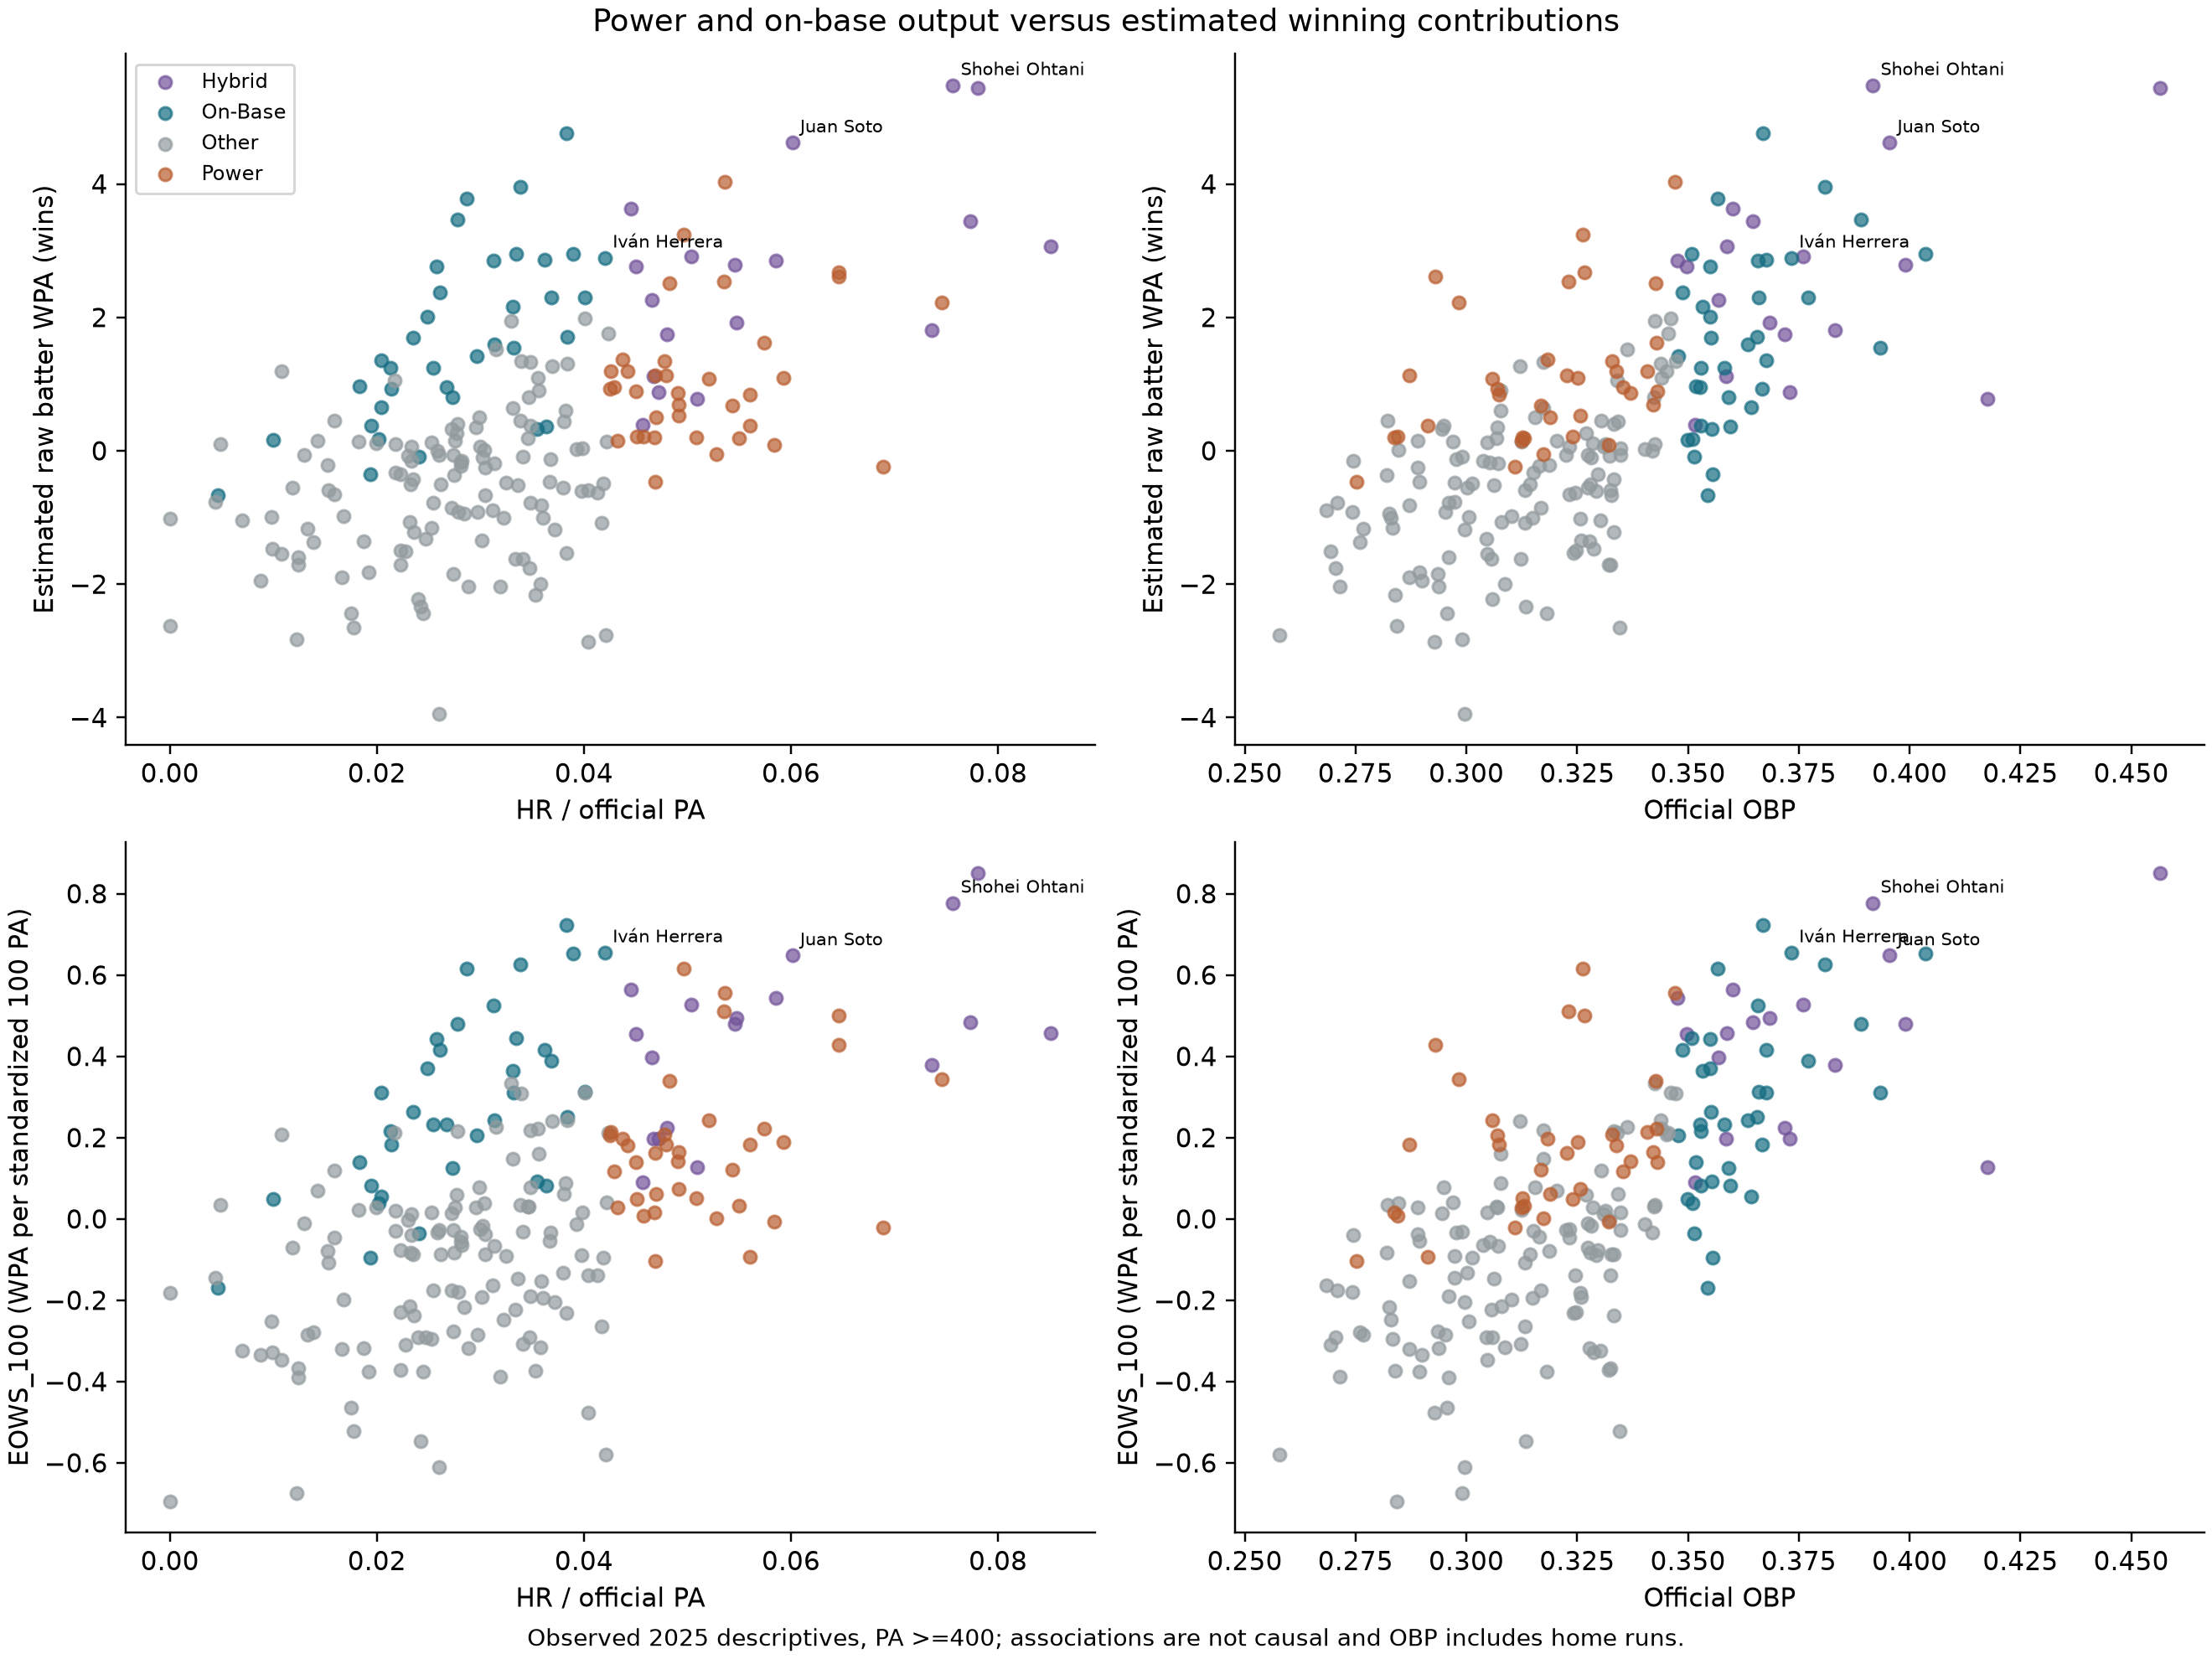 Power and on-base output versus estimated winning contributions
Hybrid
On-Base
Other
Power
Shohei Ohtani
Juan Soto
Iván Herrera
Estimated raw batter WPA (wins)
4
2
0
−2
−4
0.00 0.02 0.04 0.06 0.08
HR / official PA
Shohei Ohtani
Juan Soto
Iván Herrera
Estimated raw batter WPA (wins)
4
2
0
−2
−4
0.250 0.275 0.300 0.325 0.350 0.375 0.400 0.425 0.450
Official OBP
Shohei Ohtani
Iván Herrera
Juan Soto
EOWS_100 (WPA per standardized 100 PA)
0.8
0.6
0.4
0.2
0.0
−0.2
−0.4
−0.6
0.00 0.02 0.04 0.06 0.08
HR / official PA
Shohei Ohtani
Iván Herrera
Juan Soto
EOWS_100 (WPA per standardized 100 PA)
0.8
0.6
0.4
0.2
0.0
−0.2
−0.4
−0.6
0.250 0.275 0.300 0.325 0.350 0.375 0.400 0.425 0.450
Official OBP
Observed 2025 descriptives, PA >=400; associations are not causal and OBP includes home runs.